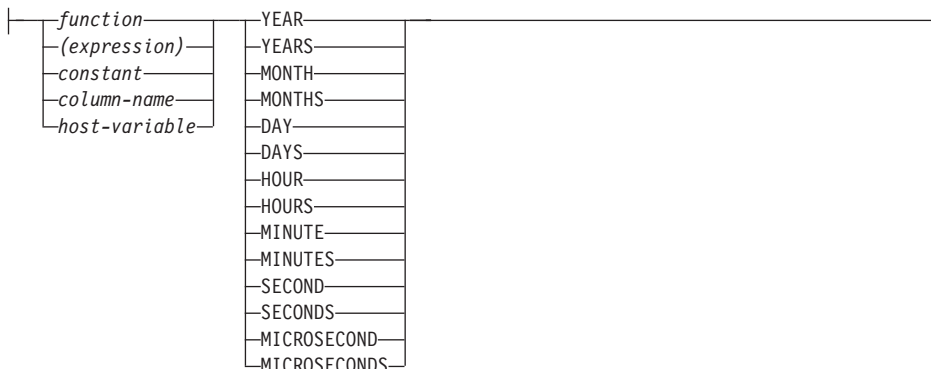 function YEAR
(expression) YEARS
constant MONTH
column-name MONTHS
host-variable DAY
DAYS
HOUR
HOURS
MINUTE
MINUTES
SECOND
SECONDS
MICROSECOND
MICROSECONDS